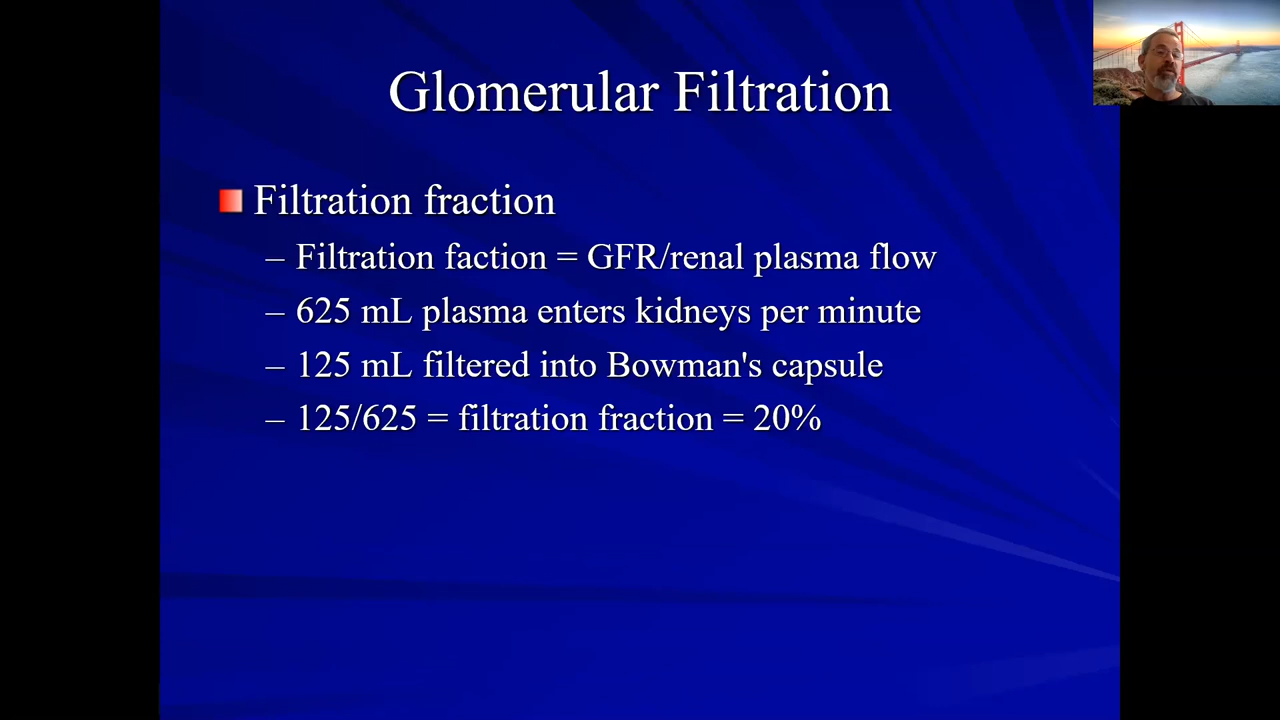 Glomerular Filtration
Filtration fraction
– Filtration faction = GFR/renal plasma flow
– 625 mL plasma enters kidneys per minute
– 125 mL filtered into Bowman's capsule
– 125/625 = filtration fraction = 20%